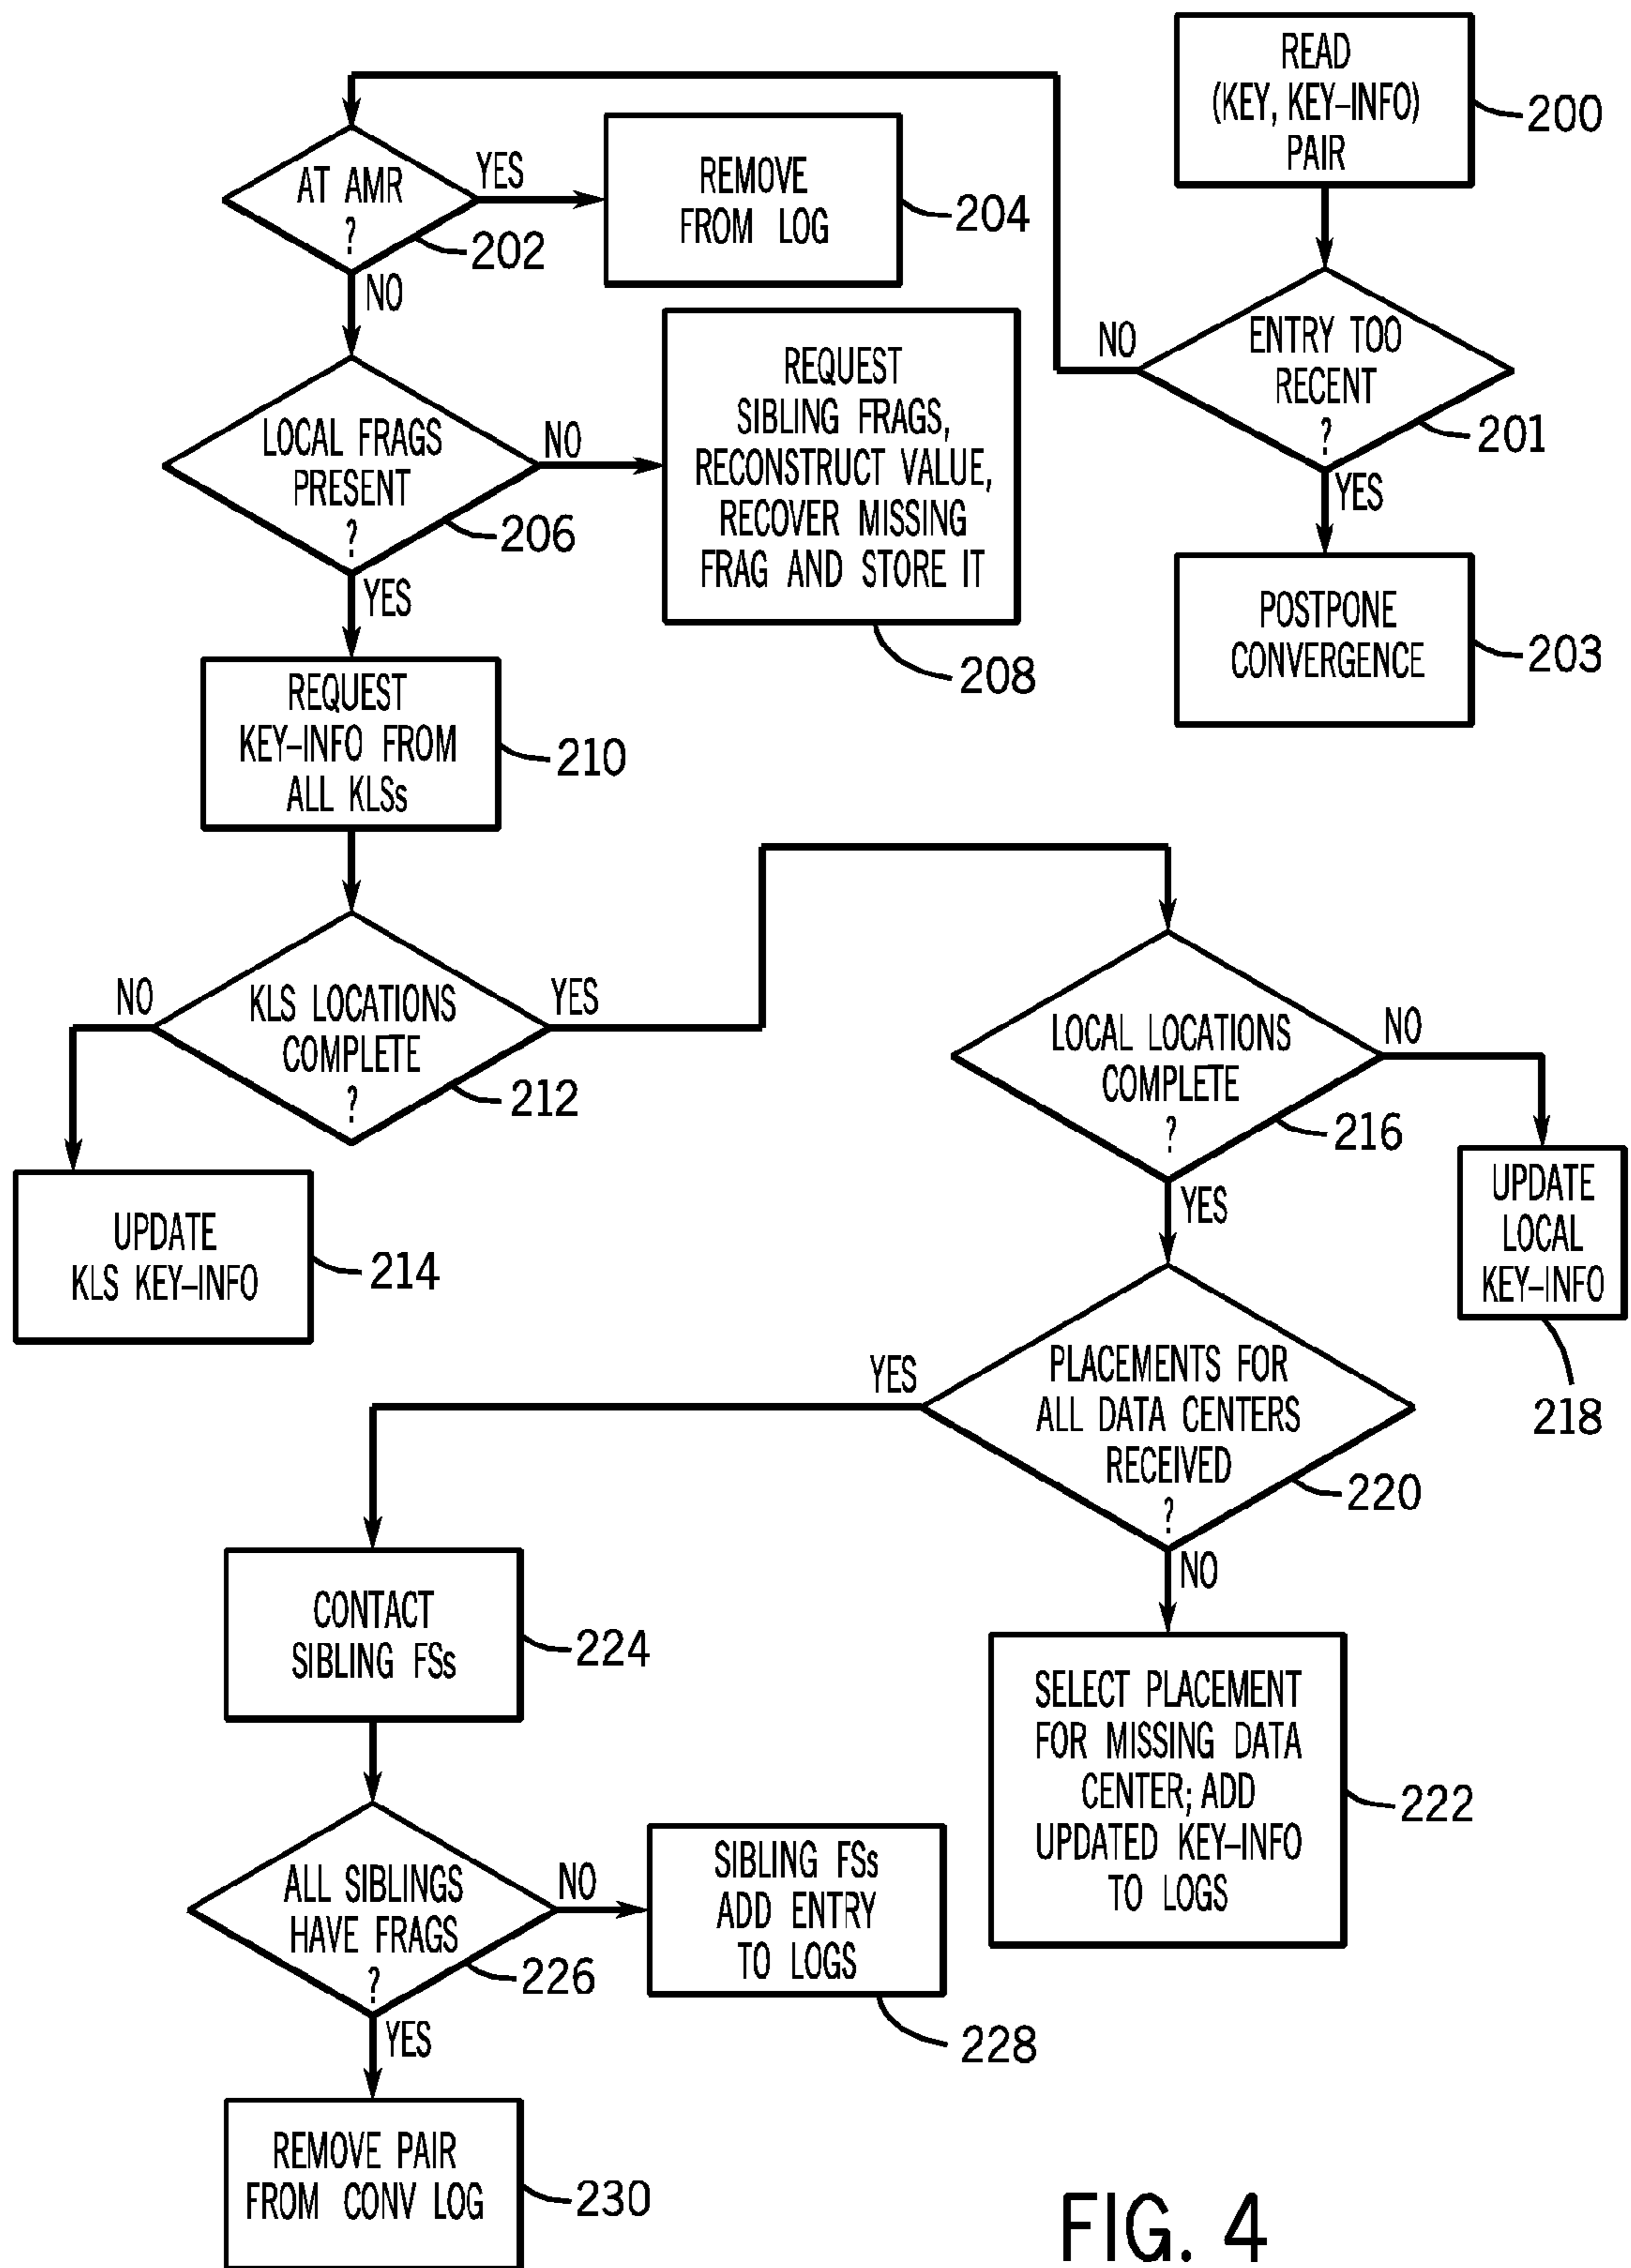 READ
(KEY, KEY–INFO)
PAIR
200
AT AMR
?
202
YES
NO
REMOVE
FROM LOG
204
ENTRY TOO
RECENT
?
201
NO
YES
POSTPONE
CONVERGENCE
203
LOCAL FRAGS
PRESENT
?
206
NO
YES
REQUEST
SIBLING FRAGS,
RECONSTRUCT VALUE,
RECOVER MISSING
FRAG AND STORE IT
208
REQUEST
KEY–INFO FROM
ALL KLSs
210
KLS LOCATIONS
COMPLETE
?
212
NO
YES
UPDATE
KLS KEY–INFO
214
LOCAL LOCATIONS
COMPLETE
?
216
NO
YES
UPDATE
LOCAL
KEY–INFO
218
PLACEMENTS FOR
ALL DATA CENTERS
RECEIVED
?
220
YES
NO
SELECT PLACEMENT
FOR MISSING DATA
CENTER; ADD
UPDATED KEY–INFO
TO LOGS
222
CONTACT
SIBLING FSs
224
ALL SIBLINGS
HAVE FRAGS
?
226
NO
YES
SIBLING FSs
ADD ENTRY
TO LOGS
228
REMOVE PAIR
FROM CONV LOG
230
FIG. 4